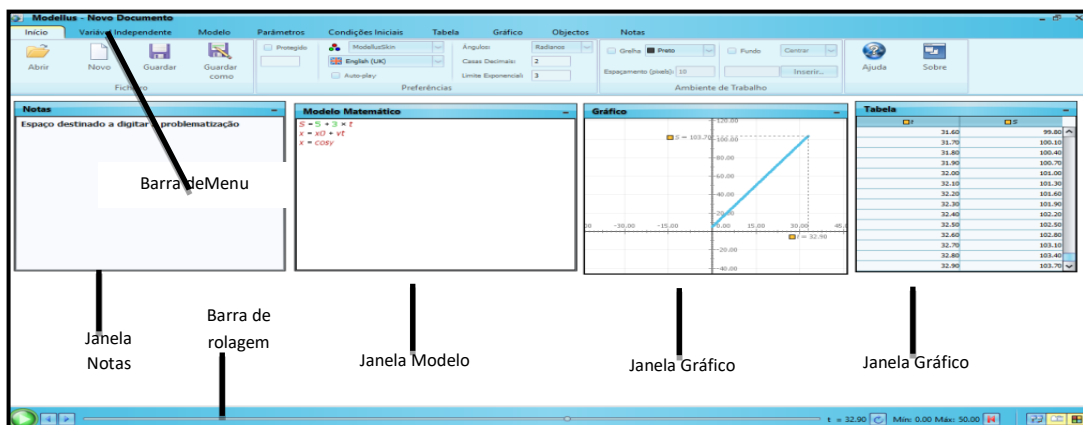 Modellus - Novo Documento
Início Variável Independente Modelo Parâmetros Condições Iniciais Tabela Gráfico Objectos Notas
Abrir Novo Guardar Guardar como
Ficheiro
Protegido ModellusSkin Ângulos: Radianos
English (UK) Casas Decimais: 2
Auto-play Limite Exponencial: 3
Preferências
Grelha Preto Fundo Centrar
Espaçamento (pixels): 10 Inserir...
Ambiente de Trabalho
Ajuda Sobre
Notas
Espaço destinado a digitar a problematização
Barra deMenu
Modelo Matemático
S = 5 + 3 × t
x = x0 + vt
x = cosy
Gráfico
120.00
S = 103.70
100.00
80.00
60.00
40.00
20.00
-30.00 -15.00 0.00 15.00 30.00 45.
t = 32.90
-20.00
-40.00
Tabela
t S
31.60 99.80
31.70 100.10
31.80 100.40
31.90 100.70
32.00 101.00
32.10 101.30
32.20 101.60
32.30 101.90
32.40 102.20
32.50 102.50
32.60 102.80
32.70 103.10
32.80 103.40
32.90 103.70
Janela
Notas
Barra de
rolagem
Janela Modelo
Janela Gráfico
Janela Gráfico
t = 32.90 Mín: 0.00 Máx: 50.00